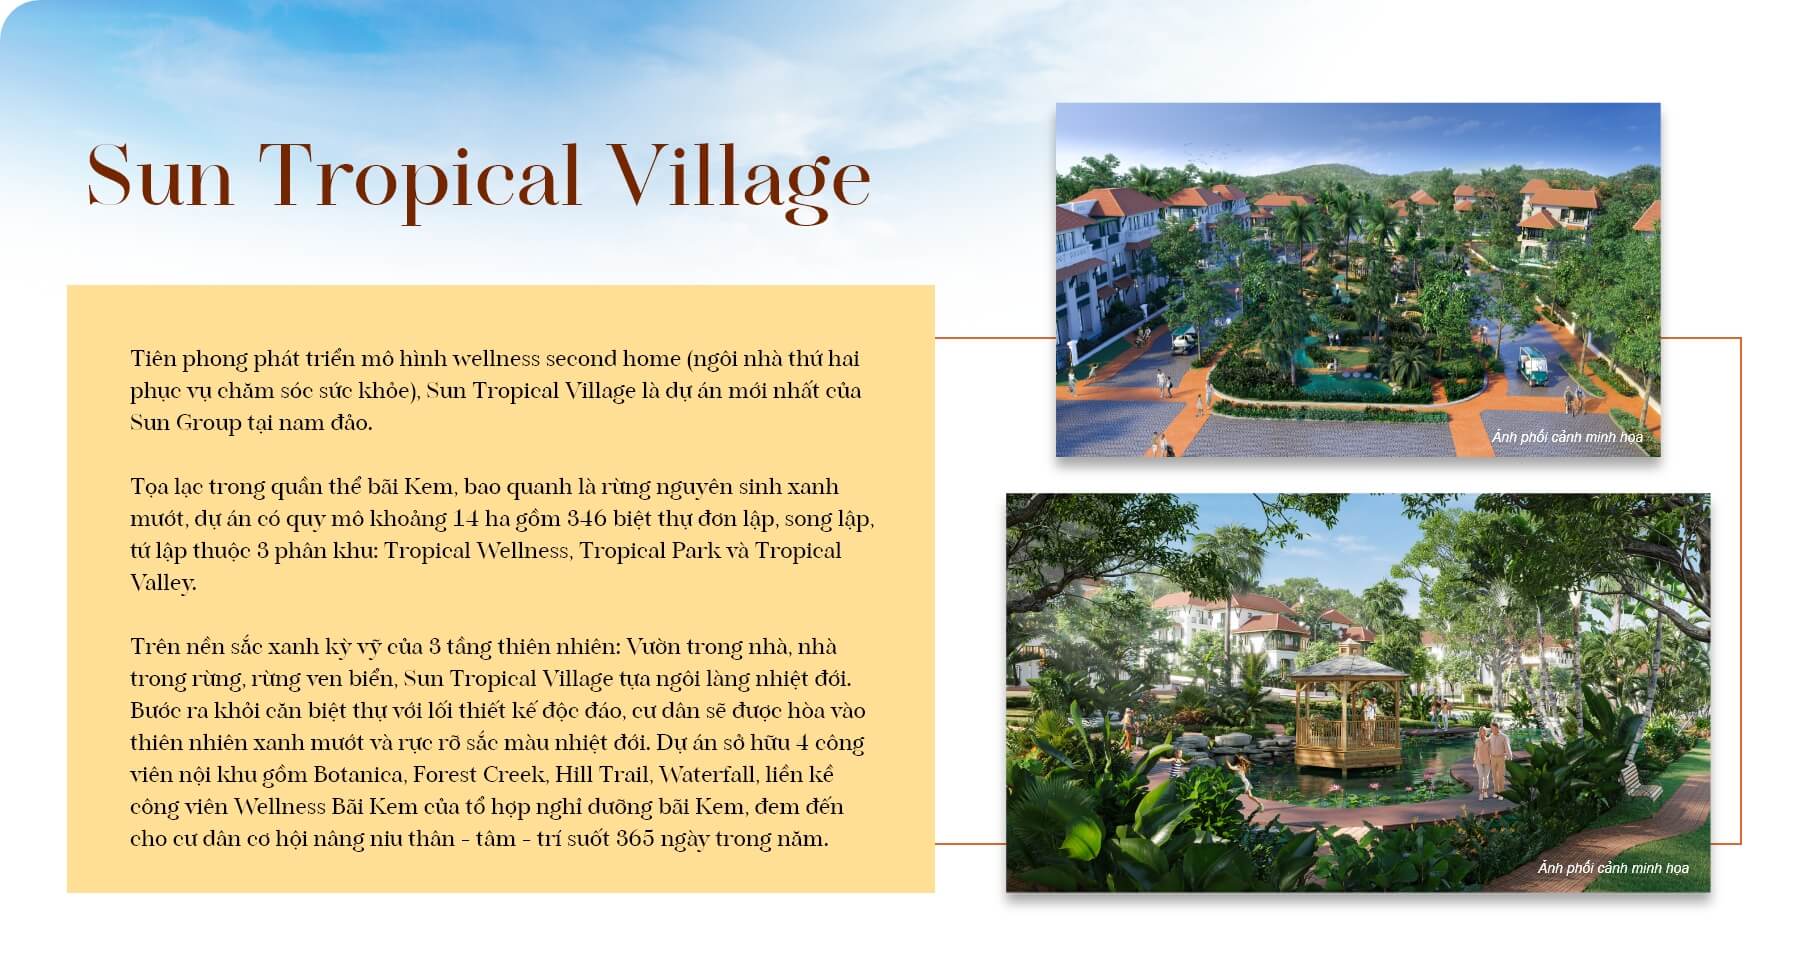 Sun Tropical Village
Tiên phong phát triển mô hình wellness second home (ngôi nhà thứ hai
phục vụ chăm sóc sức khỏe), Sun Tropical Village là dự án mới nhất của
Sun Group tại nam đảo.
Tọa lạc trong quần thể bãi Kem, bao quanh là rừng nguyên sinh xanh
mướt, dự án có quy mô khoảng 14 ha gồm 346 biệt thự đơn lập, song lập,
tứ lập thuộc 3 phân khu: Tropical Wellness, Tropical Park và Tropical
Valley.
Trên nền sắc xanh kỳ vỹ của 3 tầng thiên nhiên: Vườn trong nhà, nhà
trong rừng, rừng ven biển, Sun Tropical Village tựa ngôi làng nhiệt đới.
Bước ra khỏi căn biệt thự với lối thiết kế độc đáo, cư dân sẽ được hòa vào
thiên nhiên xanh mướt và rực rỡ sắc màu nhiệt đới. Dự án sở hữu 4 công
viên nội khu gồm Botanica, Forest Creek, Hill Trail, Waterfall, liền kề
công viên Wellness Bãi Kem của tổ hợp nghỉ dưỡng bãi Kem, đem đến
cho cư dân cơ hội nâng niu thân - tâm - trí suốt 365 ngày trong năm.
Ảnh phối cảnh minh họa
Ảnh phối cảnh minh họa